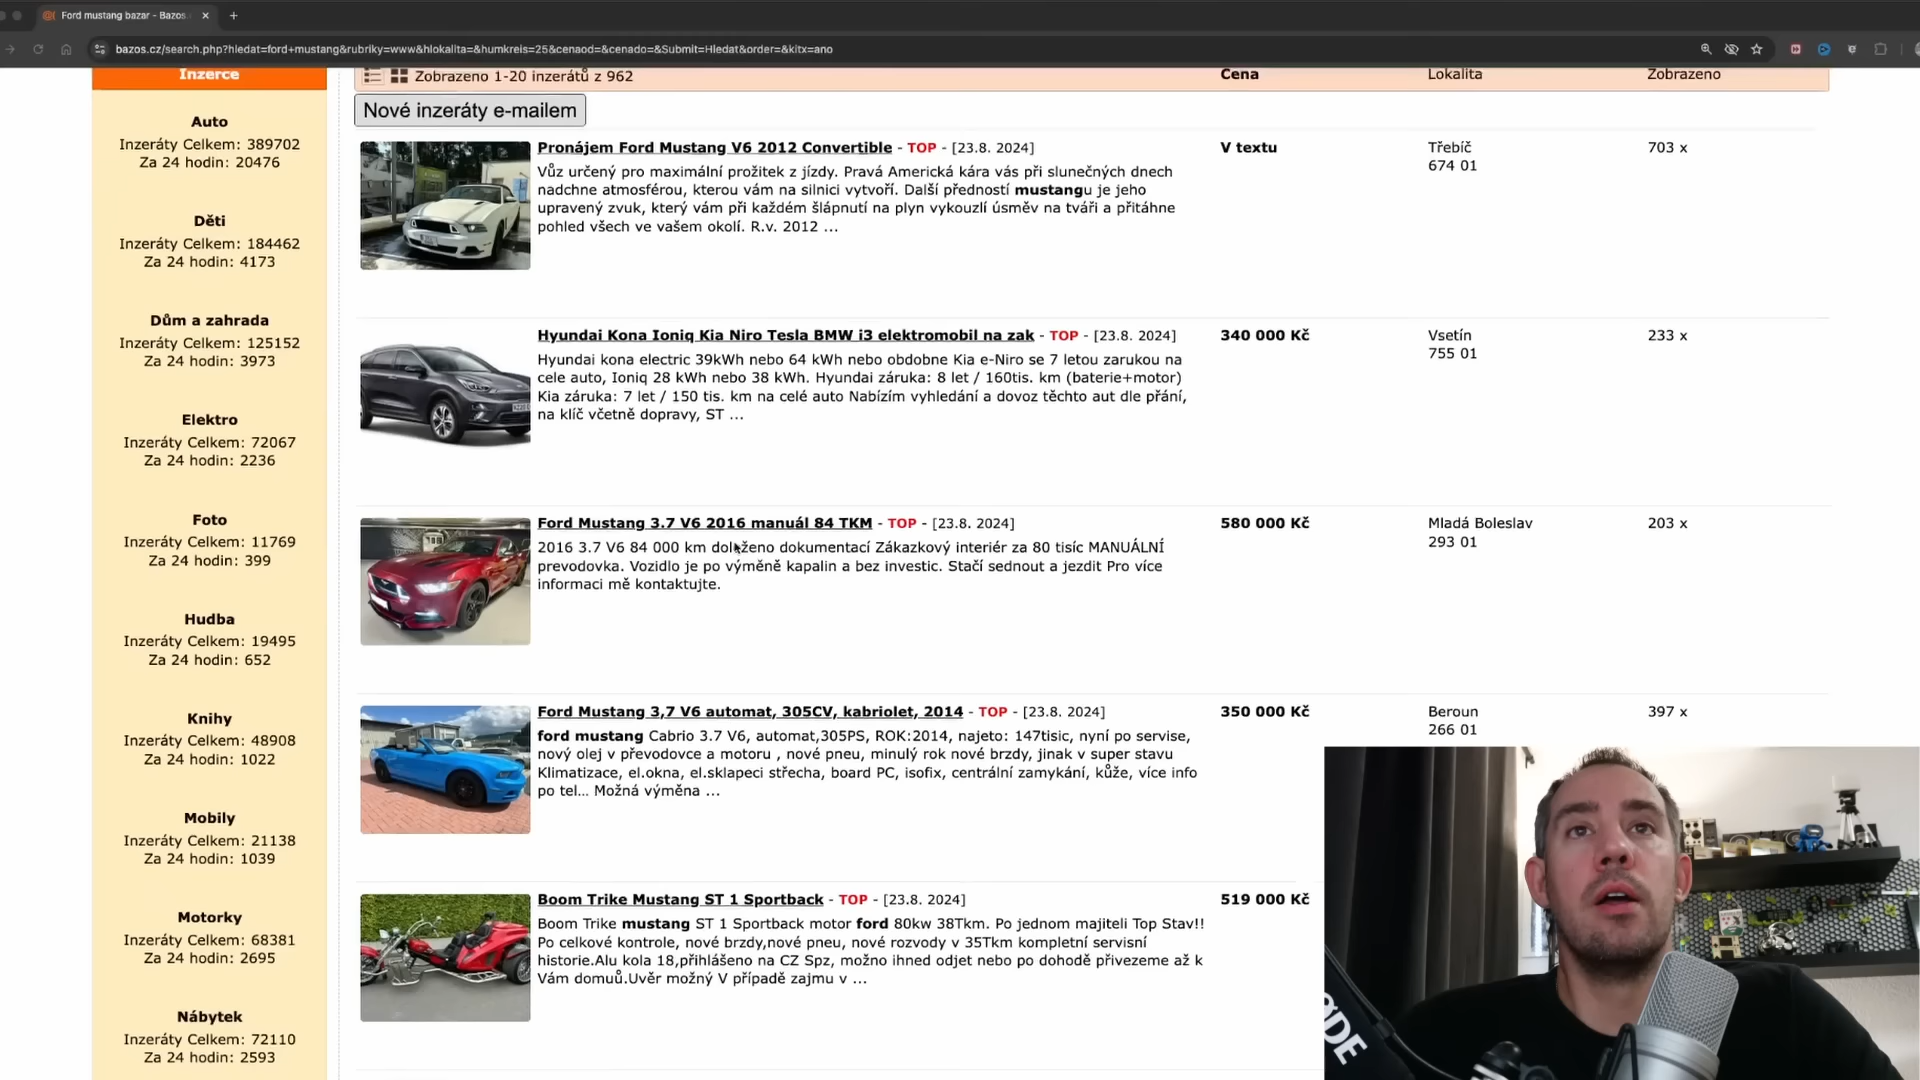 Ford mustang bazar - Bazos.
bazos.cz/search.php?hledat=ford+mustang&rubriky=www&hlokalita=&humkreis=25&cenaod=&cenado=&Submit=Hledat&order=&kitx=ano
Inzerce
Zobrazeno 1-20 inzerátů z 962
Cena
Lokalita
Zobrazeno
Nové inzeráty e-mailem
Auto
Inzeráty Celkem: 389702
Za 24 hodin: 20476
Děti
Inzeráty Celkem: 184462
Za 24 hodin: 4173
Dům a zahrada
Inzeráty Celkem: 125152
Za 24 hodin: 3973
Elektro
Inzeráty Celkem: 72067
Za 24 hodin: 2236
Foto
Inzeráty Celkem: 11769
Za 24 hodin: 399
Hudba
Inzeráty Celkem: 19495
Za 24 hodin: 652
Knihy
Inzeráty Celkem: 48908
Za 24 hodin: 1022
Mobily
Inzeráty Celkem: 21138
Za 24 hodin: 1039
Motorky
Inzeráty Celkem: 68381
Za 24 hodin: 2695
Nábytek
Inzeráty Celkem: 72110
Za 24 hodin: 2593
Pronájem Ford Mustang V6 2012 Convertible - TOP - [23.8. 2024]
Vůz určený pro maximální prožitek z jízdy. Pravá Americká kára vás při slunečných dnech
nadchne atmosférou, kterou vám na silnici vytvoří. Další předností mustangu je jeho
upravený zvuk, který vám při každém šlápnutí na plyn vykouzlí úsměv na tváři a přitáhne
pohled všech ve vašem okolí. R.v. 2012 ...
V textu
Třebíč
674 01
703 x
Hyundai Kona Ioniq Kia Niro Tesla BMW i3 elektromobil na zak - TOP - [23.8. 2024]
Hyundai kona electric 39kWh nebo 64 kWh nebo obdobne Kia e-Niro se 7 letou zarukou na
cele auto, Ioniq 28 kWh nebo 38 kWh. Hyundai záruka: 8 let / 160tis. km (baterie+motor)
Kia záruka: 7 let / 150 tis. km na celé auto Nabízím vyhledání a dovoz těchto aut dle přání,
na klíč včetně dopravy, ST ...
340 000 Kč
Vsetín
755 01
233 x
Ford Mustang 3.7 V6 2016 manuál 84 TKM - TOP - [23.8. 2024]
2016 3.7 V6 84 000 km doloženo dokumentací Zákazkový interiér za 80 tisíc MANUÁLNÍ
prevodovka. Vozidlo je po výměně kapalin a bez investic. Stačí sednout a jezdit Pro více
informaci mě kontaktujte.
580 000 Kč
Mladá Boleslav
293 01
203 x
Ford Mustang 3,7 V6 automat, 305CV, kabriolet, 2014 - TOP - [23.8. 2024]
ford mustang Cabrio 3.7 V6, automat,305PS, ROK:2014, najeto: 147tisic, nyní po servise,
nový olej v převodovce a motoru , nové pneu, minulý rok nové brzdy, jinak v super stavu
Klimatizace, el.okna, el.sklapeci střecha, board PC, isofix, centrální zamykání, kůže, více info
po tel... Možná výměna ...
350 000 Kč
Beroun
266 01
397 x
Boom Trike Mustang ST 1 Sportback - TOP - [23.8. 2024]
Boom Trike mustang ST 1 Sportback motor ford 80kw 38Tkm. Po jednom majiteli Top Stav!!
Po celkové kontrole, nové brzdy,nové pneu, nové rozvody v 35Tkm kompletní servisní
historie.Alu kola 18,přihlášeno na CZ Spz, možno ihned odjet nebo po dohodě přivezeme až k
Vám domuů.Uvěr možný V případě zajmu v ...
519 000 Kč
RØDE